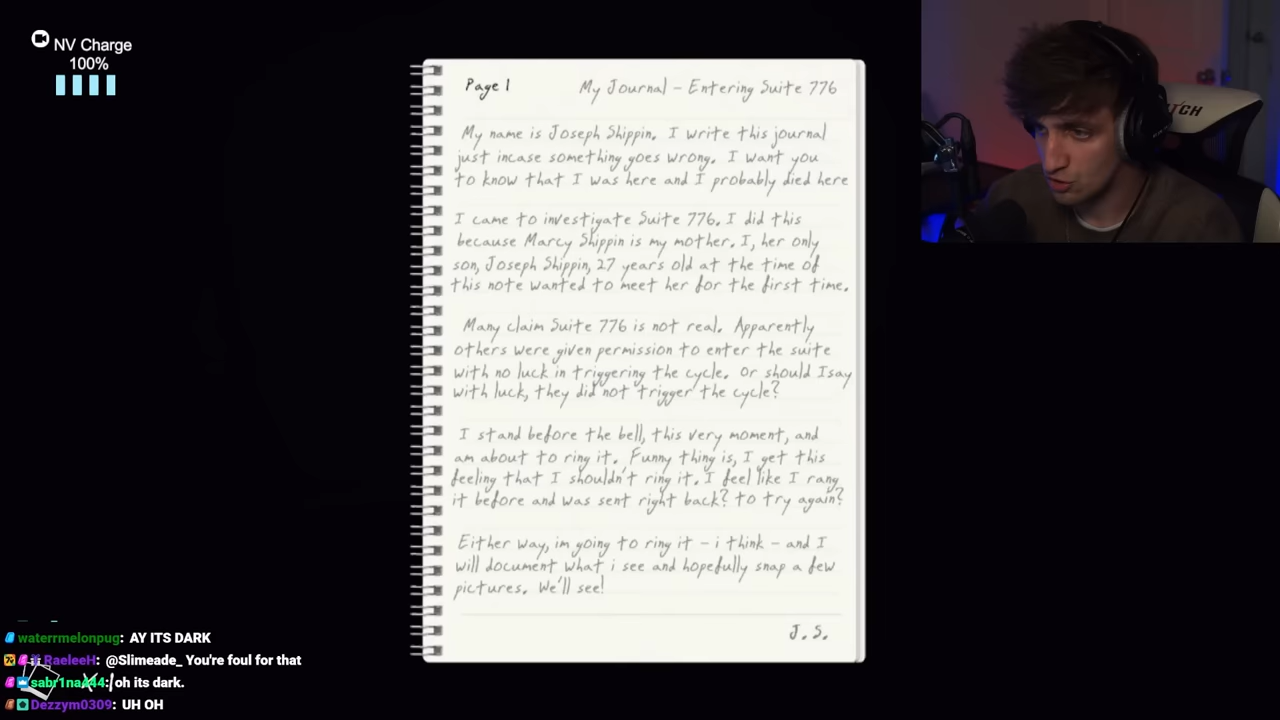 NV Charge
100%
Page 1
My Journal - Entering Suite 776
My name is Joseph Shippin. I write this journal
just incase something goes wrong. I want you
to know that I was here and I probably died here
I came to investigate Suite 776. I did this
because Marcy Shippin is my mother. I, her only
son, Joseph Shippin, 27 years old at the time of
this note wanted to meet her for the first time.
Many claim Suite 776 is not real. Apparently
others were given permission to enter the suite
with no luck in triggering the cycle. Or should I say
with luck, they did not trigger the cycle?
I stand before the bell, this very moment, and
am about to ring it. Funny thing is, I get this
feeling that I shouldn't ring it. I feel like I rang
it before and was sent right back? to try again?
Either way, im going to ring it - i think - and I
will document what i see and hopefully snap a few
pictures. We'll see!
J.S.
waterrmelonpug: AY ITS DARK
RaeleeH: @Slimeade_ You're foul for that
sabr1na444: oh its dark.
Dezzym0309: UH OH